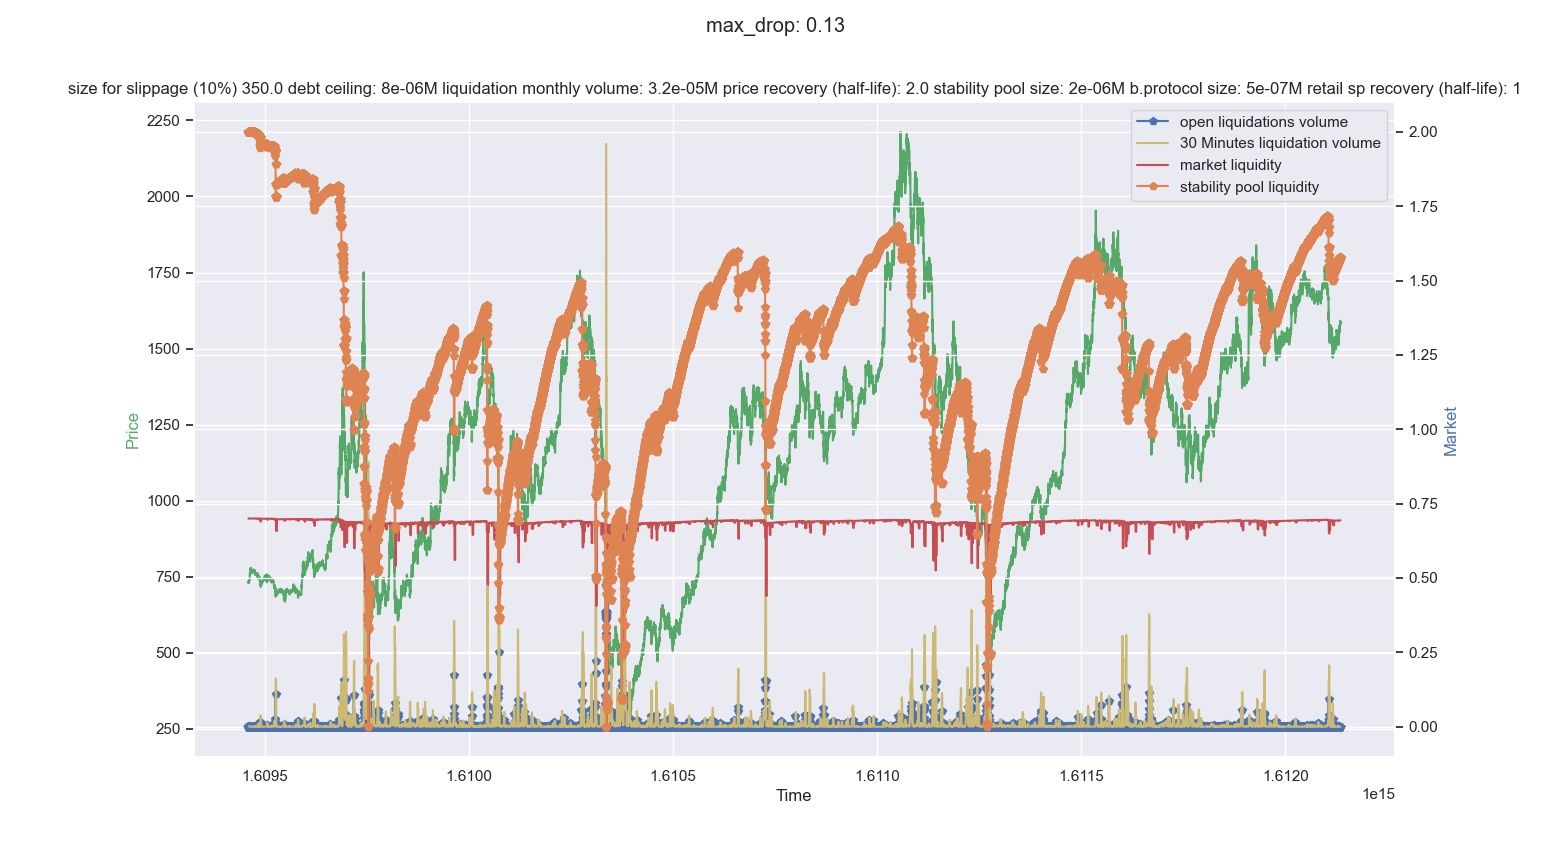 max_drop: 0.13
size for slippage (10%) 350.0 debt ceiling: 8e-06M liquidation monthly volume: 3.2e-05M price recovery (half-life): 2.0 stability pool size: 2e-06M b.protocol size: 5e-07M retail sp recovery (half-life): 1
open liquidations volume
30 Minutes liquidation volume
market liquidity
stability pool liquidity
2250
2000
1750
1500
1250
1000
750
500
250
Price
2.00
1.75
1.50
1.25
1.00
0.75
0.50
0.25
0.00
Market
1.6095 1.6100 1.6105 1.6110 1.6115 1.6120
Time
1e15